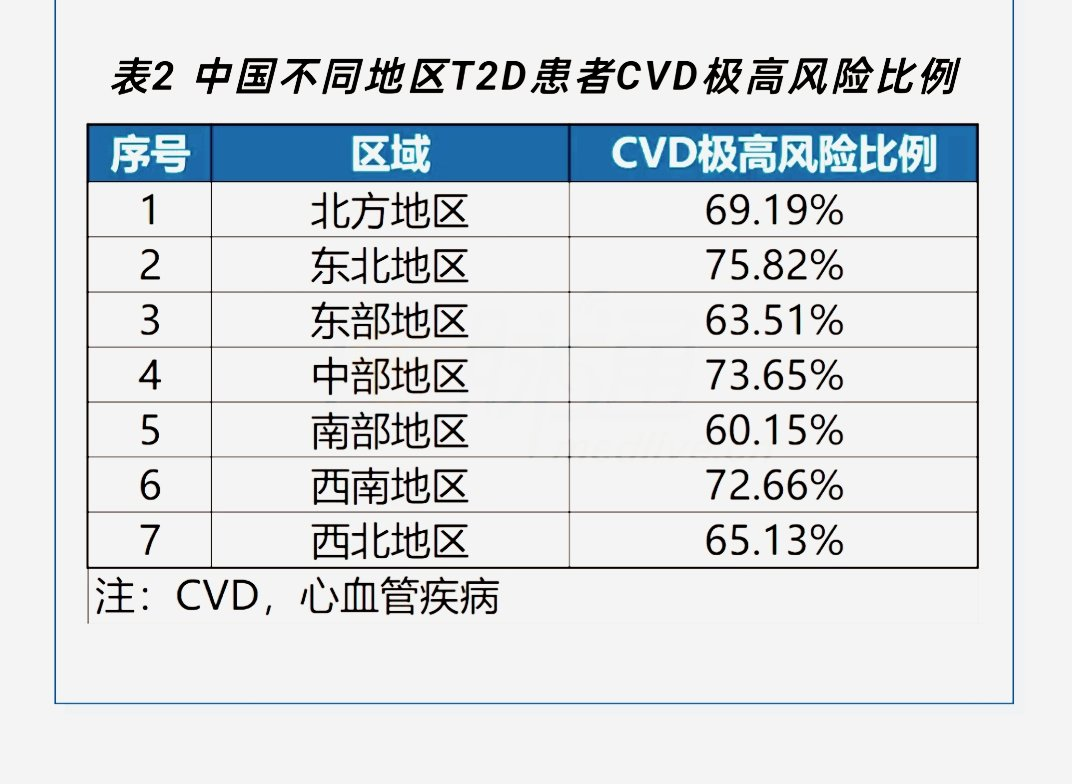 表2 中国不同地区T2D患者CVD极高风险比例
序号 区域 CVD极高风险比例
1 北方地区 69.19%
2 东北地区 75.82%
3 东部地区 63.51%
4 中部地区 73.65%
5 南部地区 60.15%
6 西南地区 72.66%
7 西北地区 65.13%
注：CVD，心血管疾病